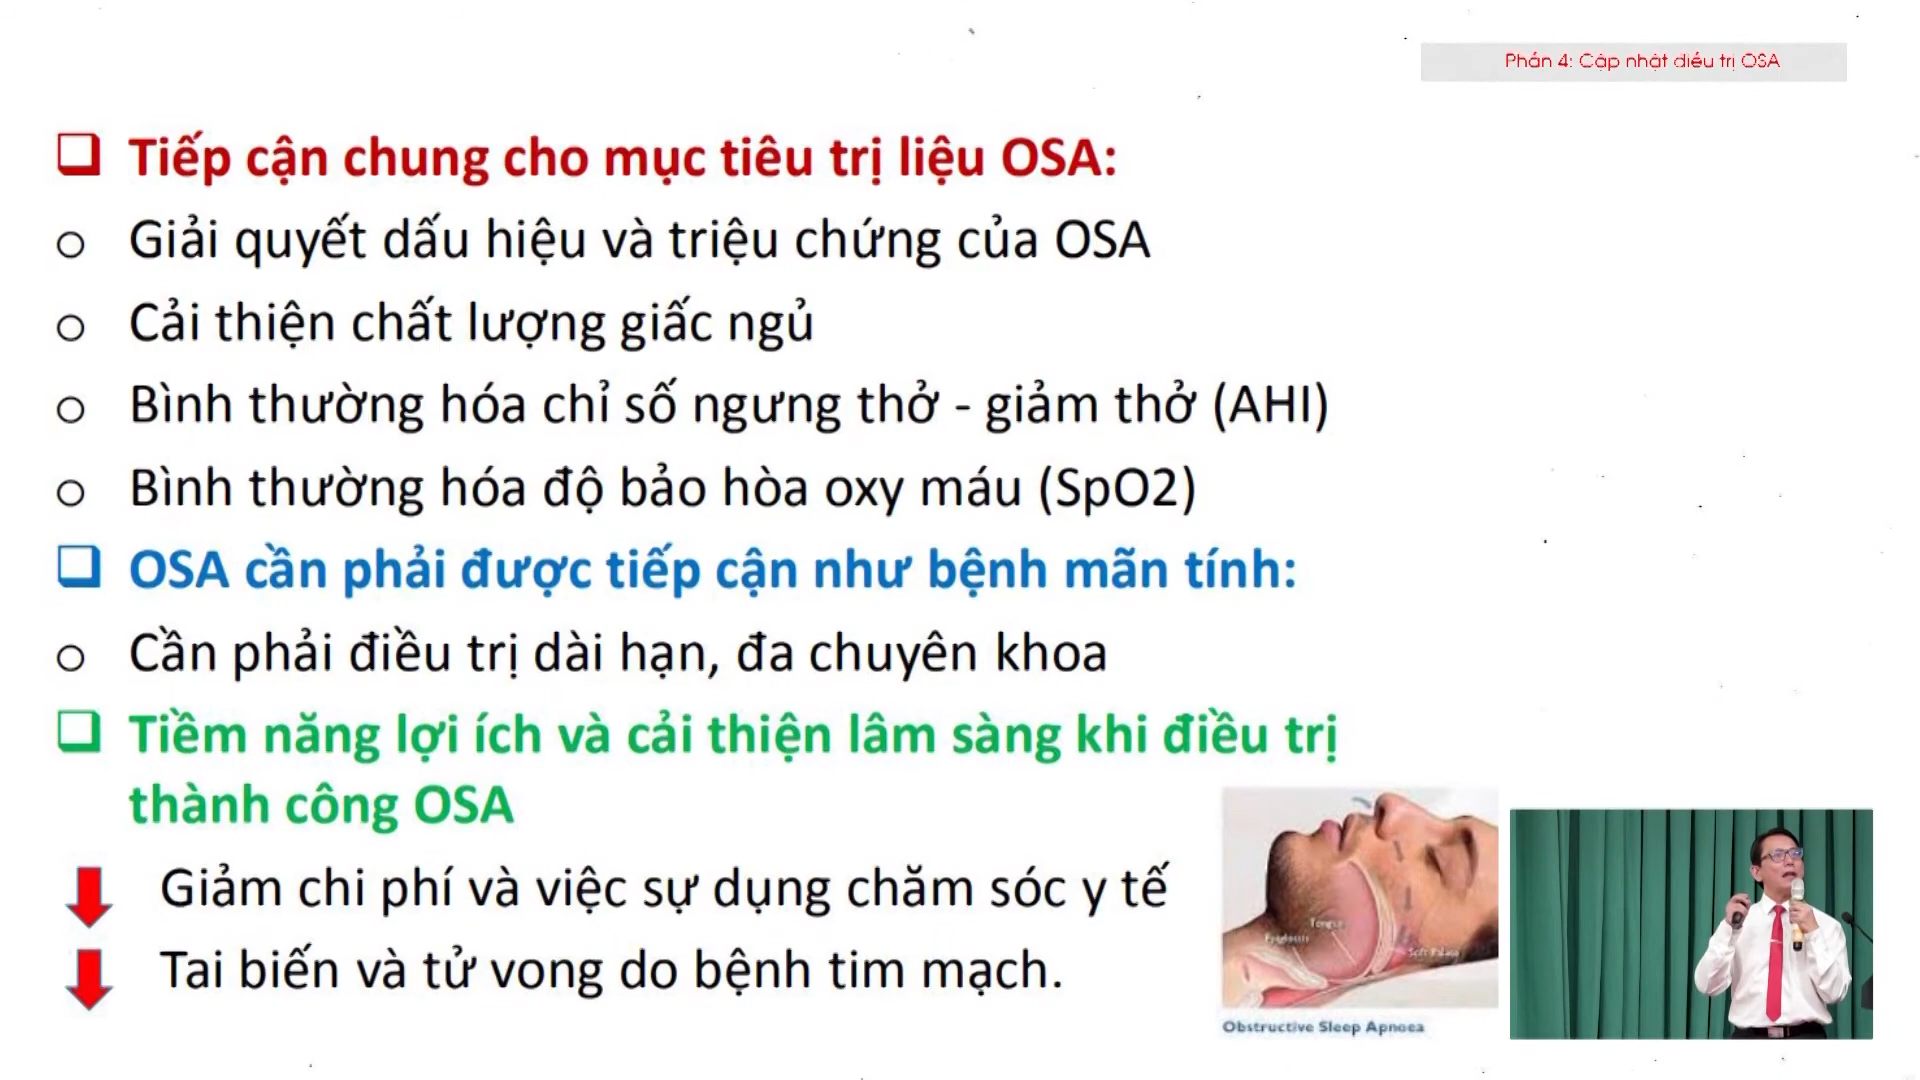 Phần 4: Cập nhật điều trị OSA
Tiếp cận chung cho mục tiêu trị liệu OSA:
o Giải quyết dấu hiệu và triệu chứng của OSA
o Cải thiện chất lượng giấc ngủ
o Bình thường hóa chỉ số ngưng thở - giảm thở (AHI)
o Bình thường hóa độ bảo hòa oxy máu (SpO2)
OSA cần phải được tiếp cận như bệnh mãn tính:
o Cần phải điều trị dài hạn, đa chuyên khoa
Tiềm năng lợi ích và cải thiện lâm sàng khi điều trị
thành công OSA
Giảm chi phí và việc sự dụng chăm sóc y tế
Tai biến và tử vong do bệnh tim mạch.
Tongue
Epiglottis
Soft Palate
Obstructive Sleep Apnoea